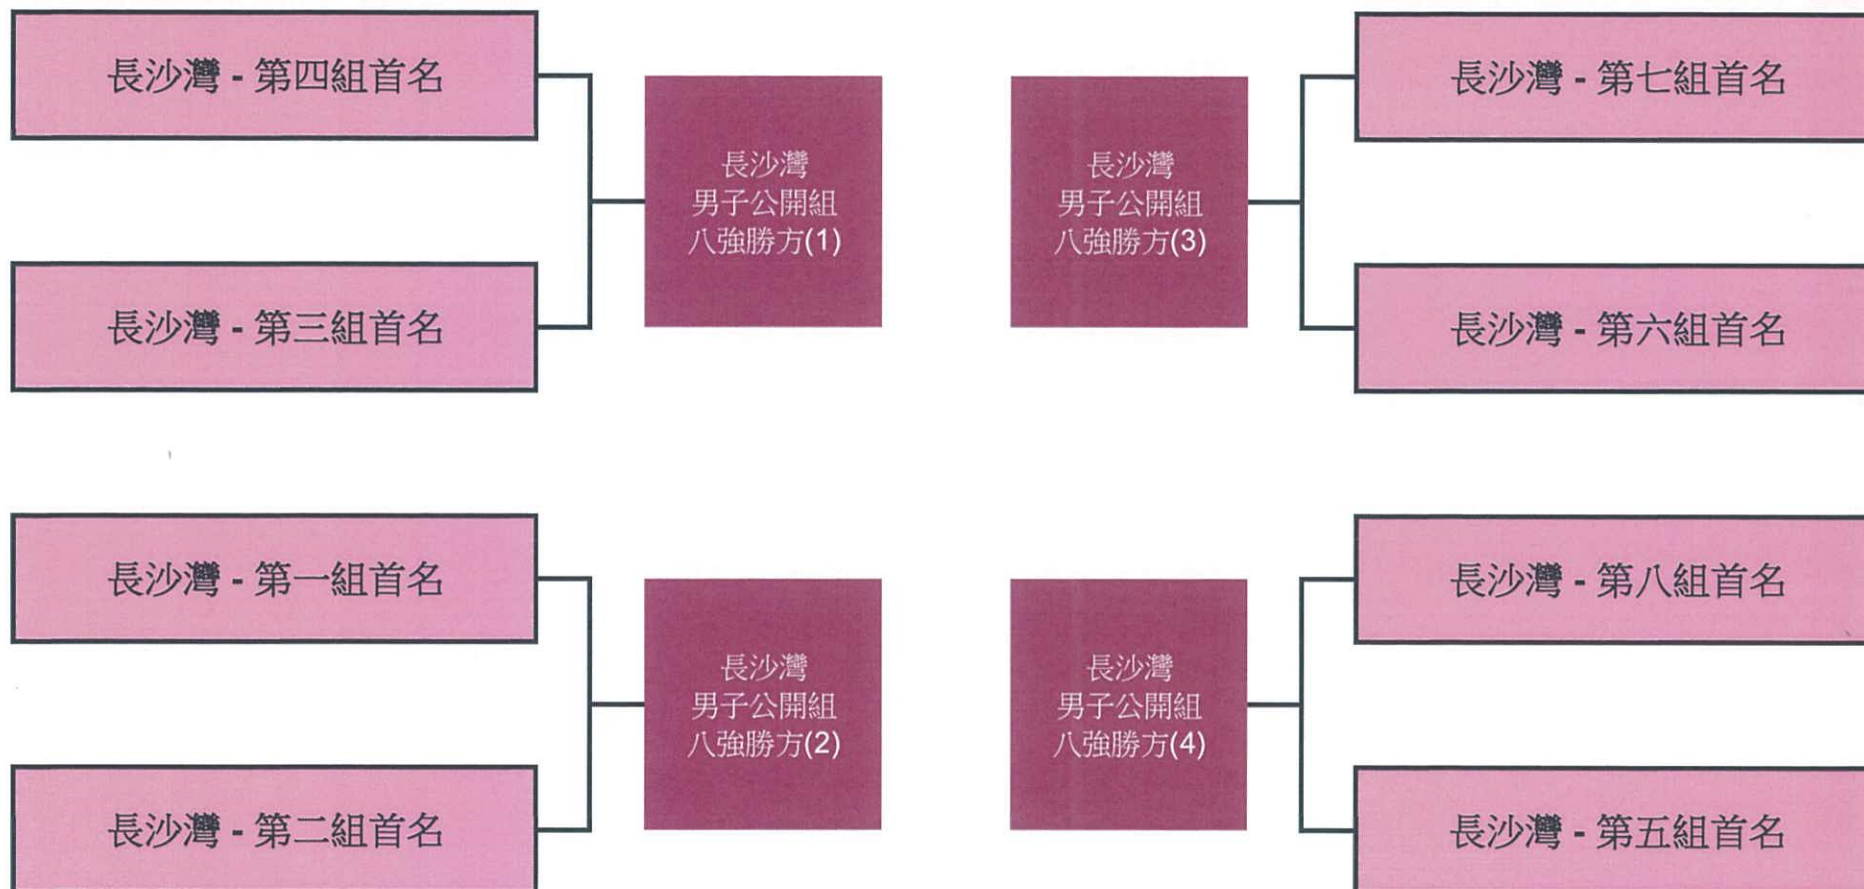 長沙灣 - 第四組首名
長沙灣 - 第三組首名
長沙灣
男子公開組
八強勝方(1)
長沙灣
男子公開組
八強勝方(3)
長沙灣 - 第七組首名
長沙灣 - 第六組首名
長沙灣 - 第一組首名
長沙灣 - 第二組首名
長沙灣
男子公開組
八強勝方(2)
長沙灣
男子公開組
八強勝方(4)
長沙灣 - 第八組首名
長沙灣 - 第五組首名